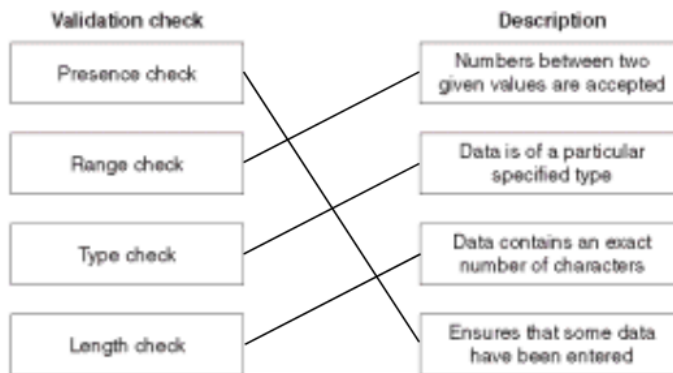 Validation check
Description
Presence check
Numbers between two
given values are accepted
Range check
Data is of a particular
specified type
Type check
Data contains an exact
number of characters
Length check
Ensures that some data
have been entered